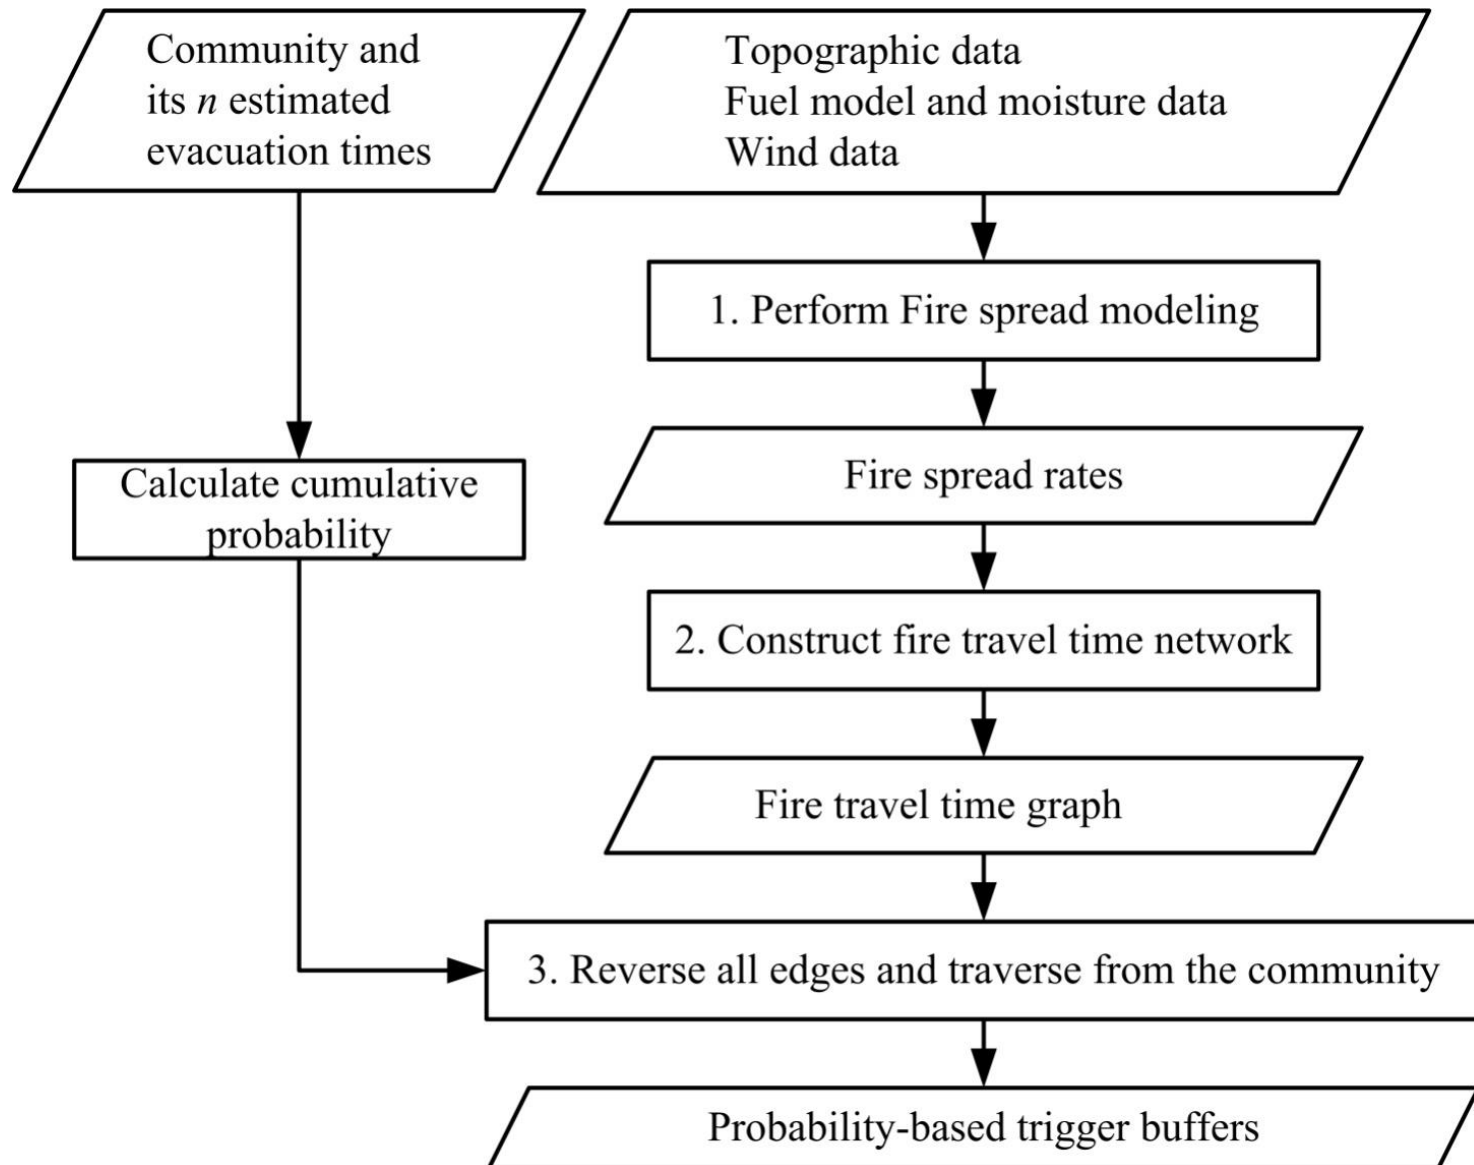 Community and
its n estimated
evacuation times
Topographic data
Fuel model and moisture data
Wind data
1. Perform Fire spread modeling
Fire spread rates
Calculate cumulative
probability
2. Construct fire travel time network
Fire travel time graph
3. Reverse all edges and traverse from the community
Probability-based trigger buffers